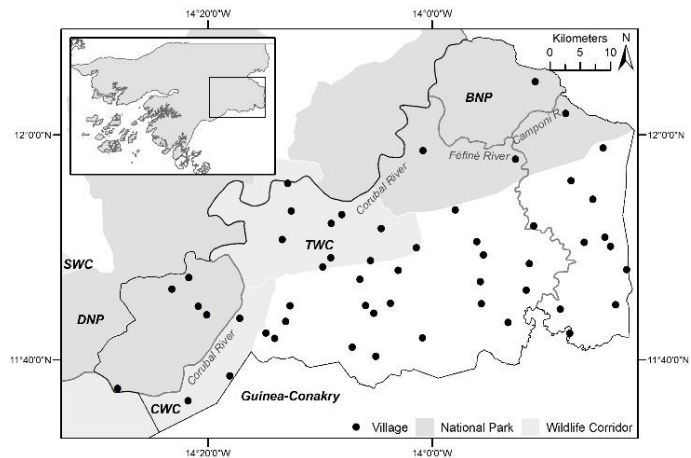 14°20'0"W 14°0'0"W
Kilometers N
0 5 10
BNP
Camponi R.
12°0'0"N 12°0'0"N
Féfiné River
Corubal River
TWC
SWC
DNP
Corubal River
11°40'0"N 11°40'0"N
Guinea-Conakry
CWC
Village National Park Wildlife Corridor
14°20'0"W 14°0'0"W